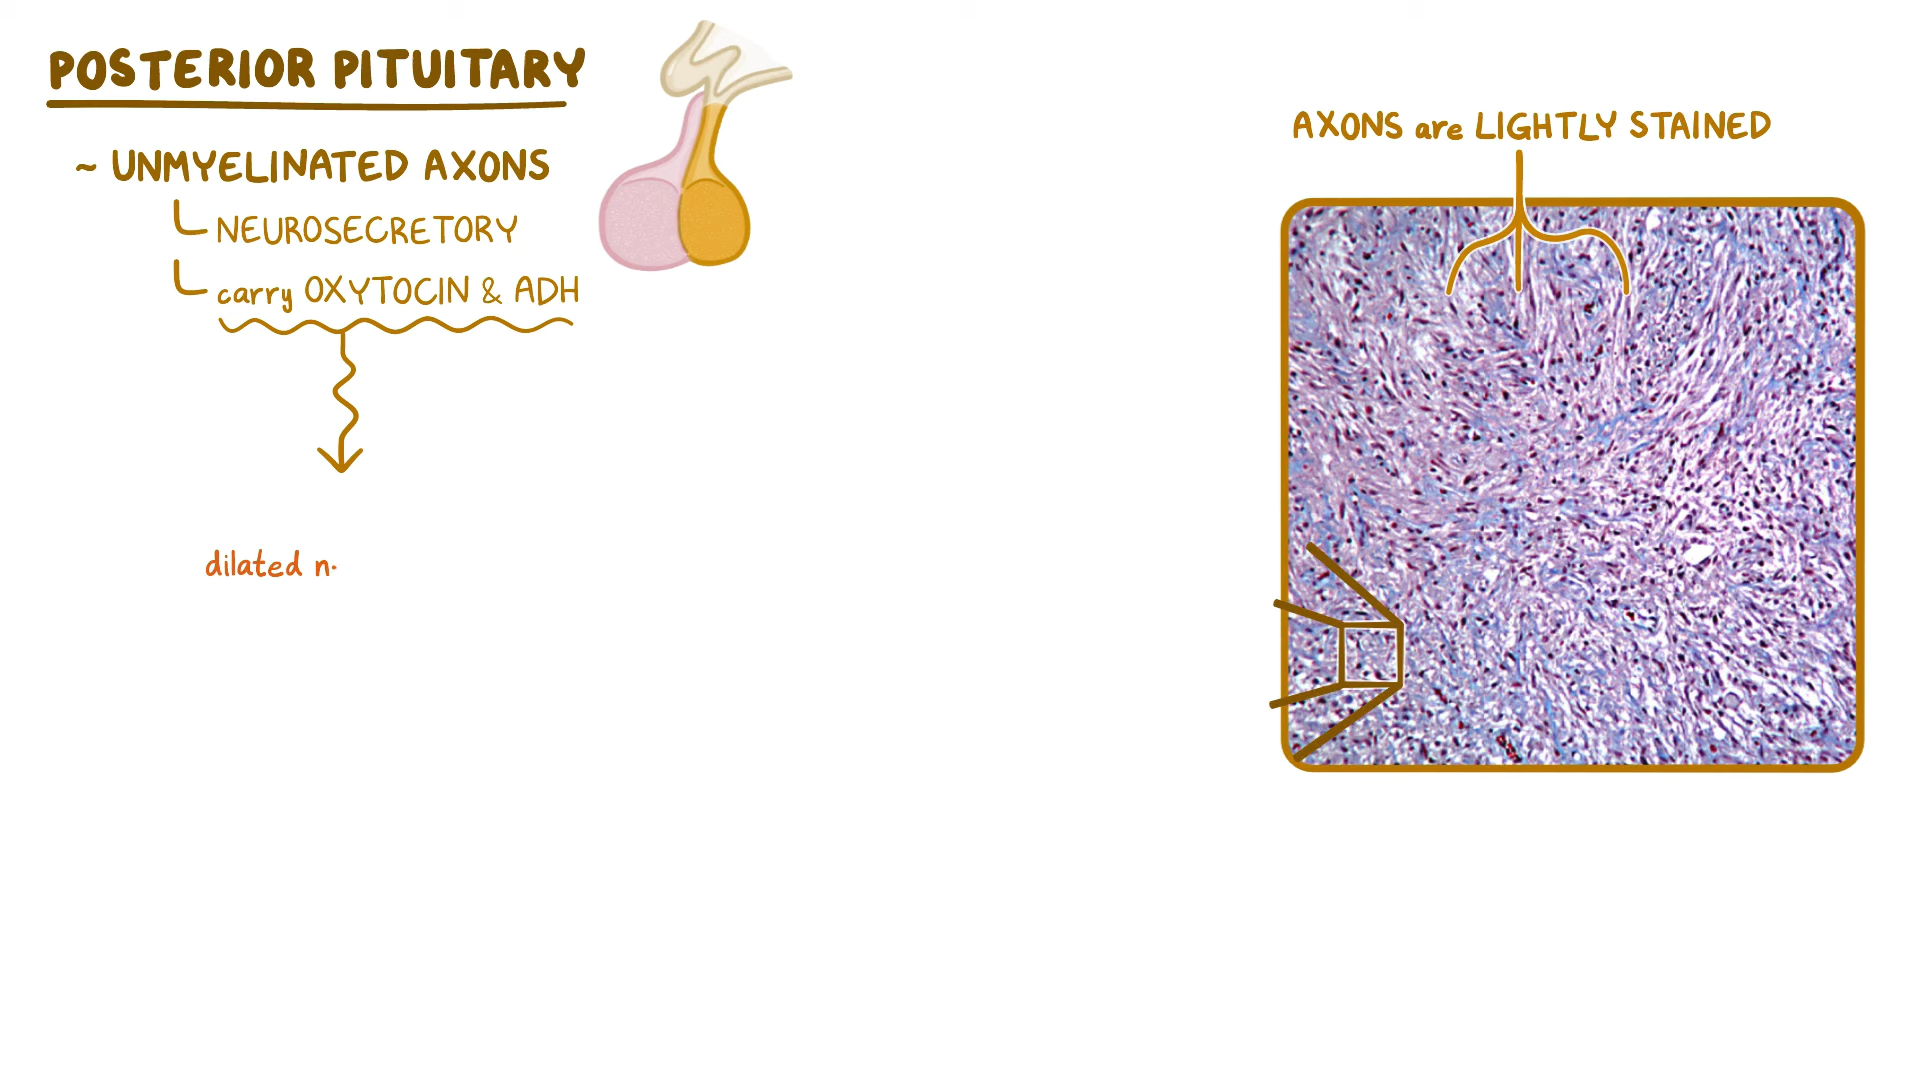 POSTERIOR PITUITARY
~ UNMYELINATED AXONS
NEUROSECRETORY
carry OXYTOCIN & ADH
dilated n
AXONS are LIGHTLY STAINED